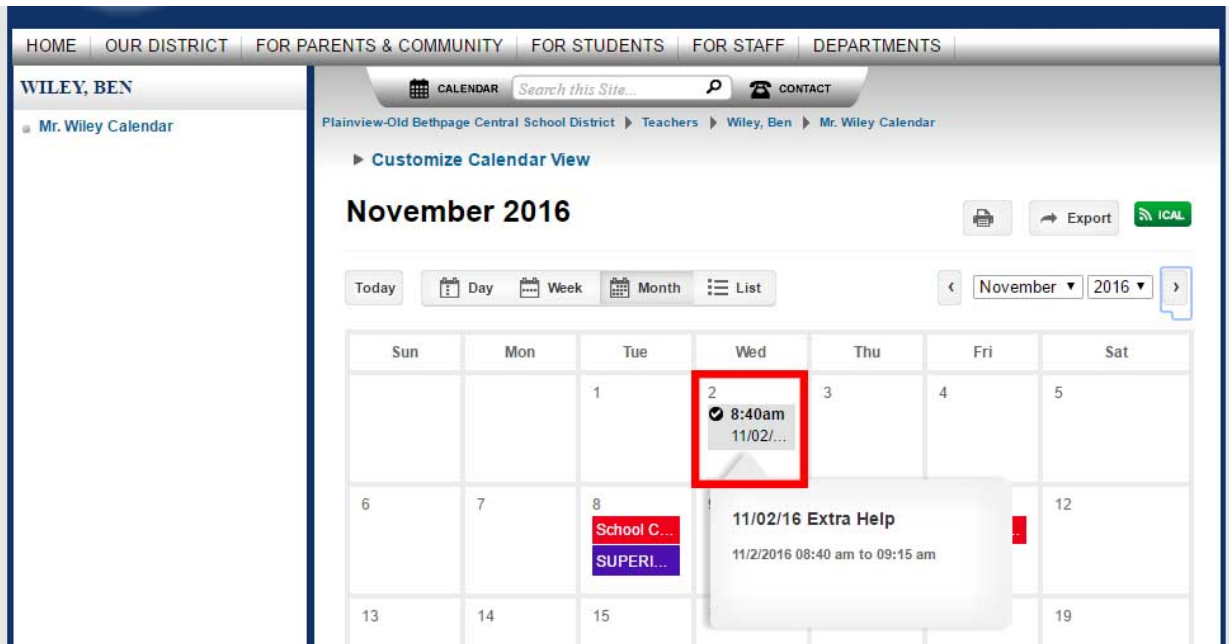 HOME OUR DISTRICT FOR PARENTS & COMMUNITY FOR STUDENTS FOR STAFF DEPARTMENTS
WILEY, BEN
Mr. Wiley Calendar
CALENDAR Search this Site... CONTACT
Plainview-Old Bethpage Central School District Teachers Wiley, Ben Mr. Wiley Calendar
Customize Calendar View
November 2016
Export ICAL
Today Day Week Month List November 2016
Sun Mon Tue Wed Thu Fri Sat
1 2 3 4 5
8:40am
11/02/...
6 7 8 12
School C...
SUPERI...
11/02/16 Extra Help
11/2/2016 08:40 am to 09:15 am
13 14 15 19